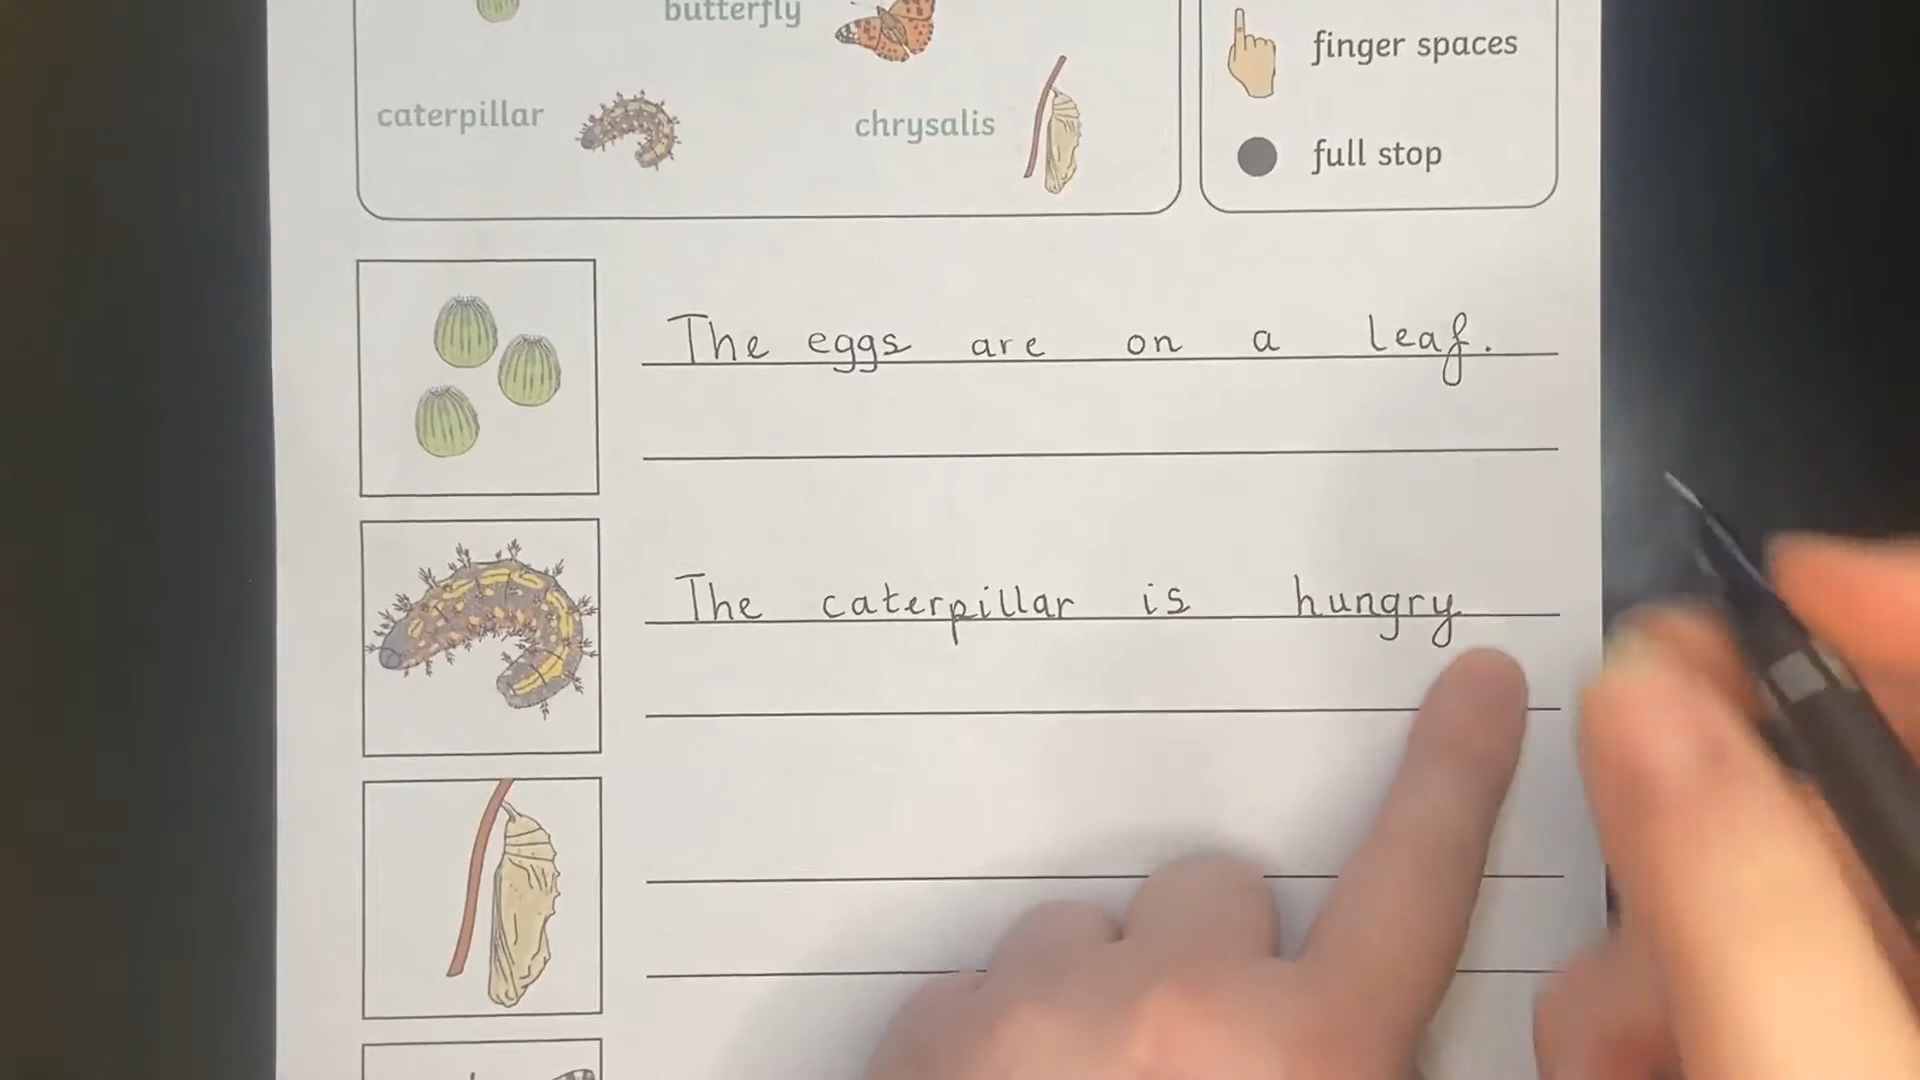 butterfly
caterpillar
chrysalis
finger spaces
full stop
The eggs are on a leaf.
The caterpillar is hungry